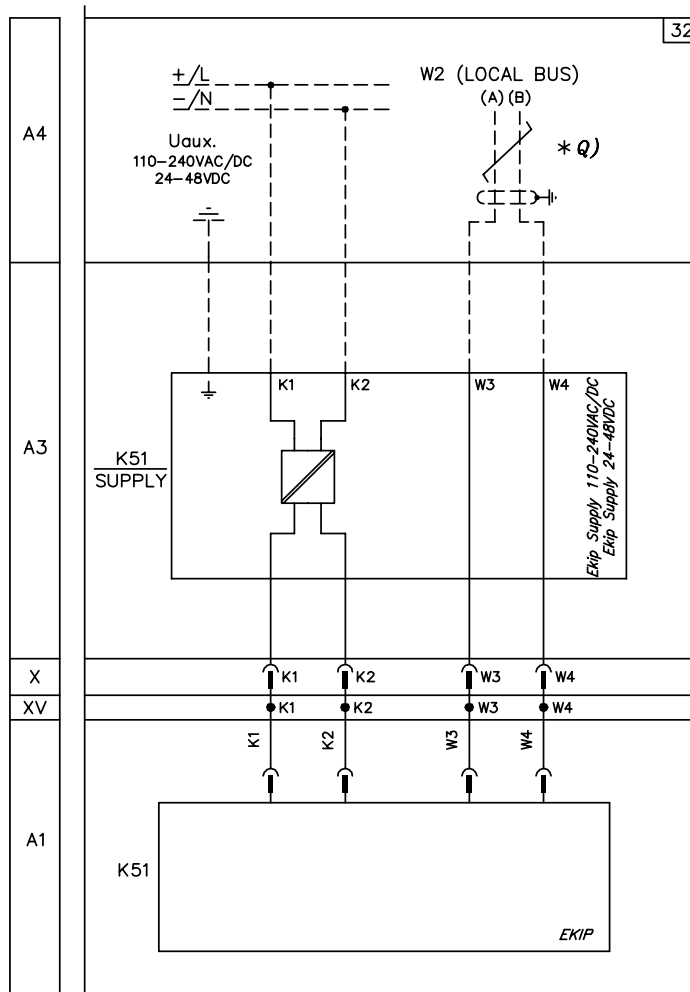 32
A4
+/L
-/N
Uaux.
110-240VAC/DC
24-48VDC
W2 (LOCAL BUS)
(A) (B)
* Q)
A3
K51
SUPPLY
K1 K2 W3 W4
Ekip Supply 110-240VAC/DC
Ekip Supply 24-48VDC
X
K1 K2 W3 W4
XV
K1 K2 W3 W4
K1 K2 W3 W4
A1
K51
EKIP